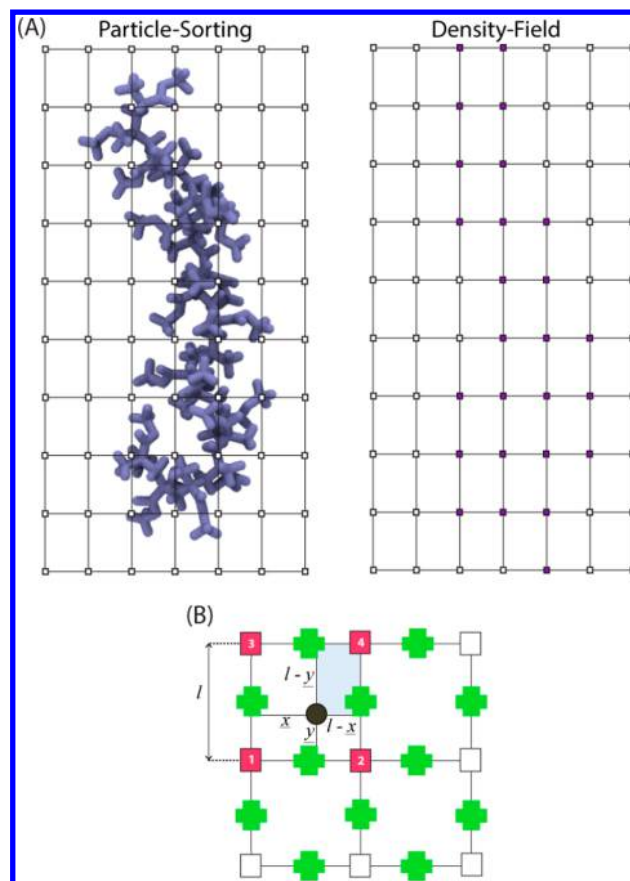 (A) Particle-Sorting Density-Field
(B)
3 4
l - y
l
x l - x
y
1 2